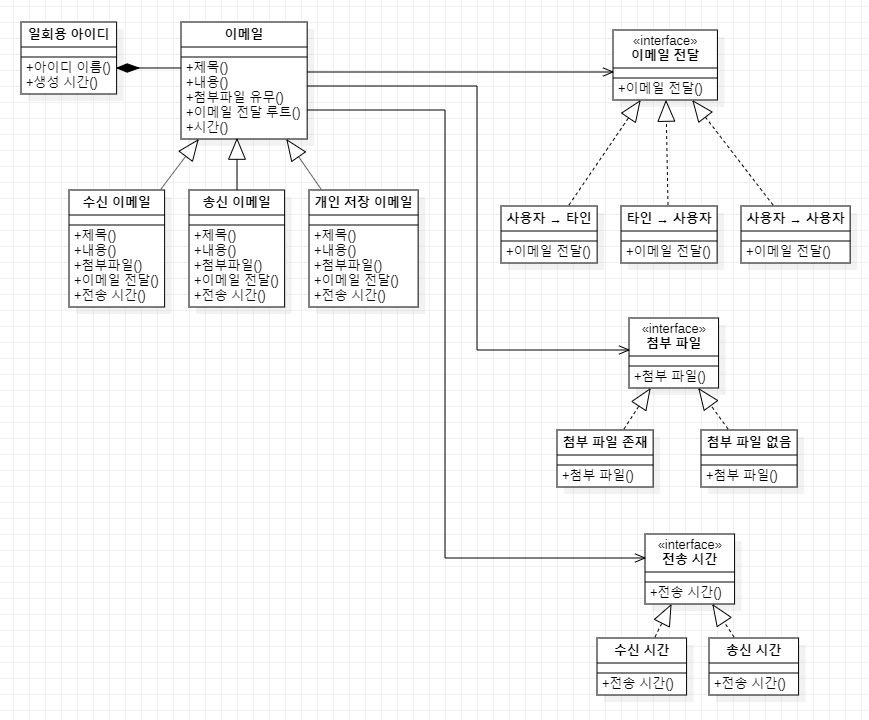 일회용 아이디
+아이디 이름()
+생성 시간()
이메일
+제목()
+내용()
+첨부파일 유무()
+이메일 전달 루트()
+시간()
수신 이메일
+제목()
+내용()
+첨부파일()
+이메일 전달()
+전송 시간()
송신 이메일
+제목()
+내용()
+첨부파일()
+이메일 전달()
+전송 시간()
개인 저장 이메일
+제목()
+내용()
+첨부파일()
+이메일 전달()
+전송 시간()
«interface»
이메일 전달
+이메일 전달()
사용자 → 타인
+이메일 전달()
타인 → 사용자
+이메일 전달()
사용자 → 사용자
+이메일 전달()
«interface»
첨부 파일
+첨부 파일()
첨부 파일 존재
+첨부 파일()
첨부 파일 없음
+첨부 파일()
«interface»
전송 시간
+전송 시간()
수신 시간
+전송 시간()
송신 시간
+전송 시간()